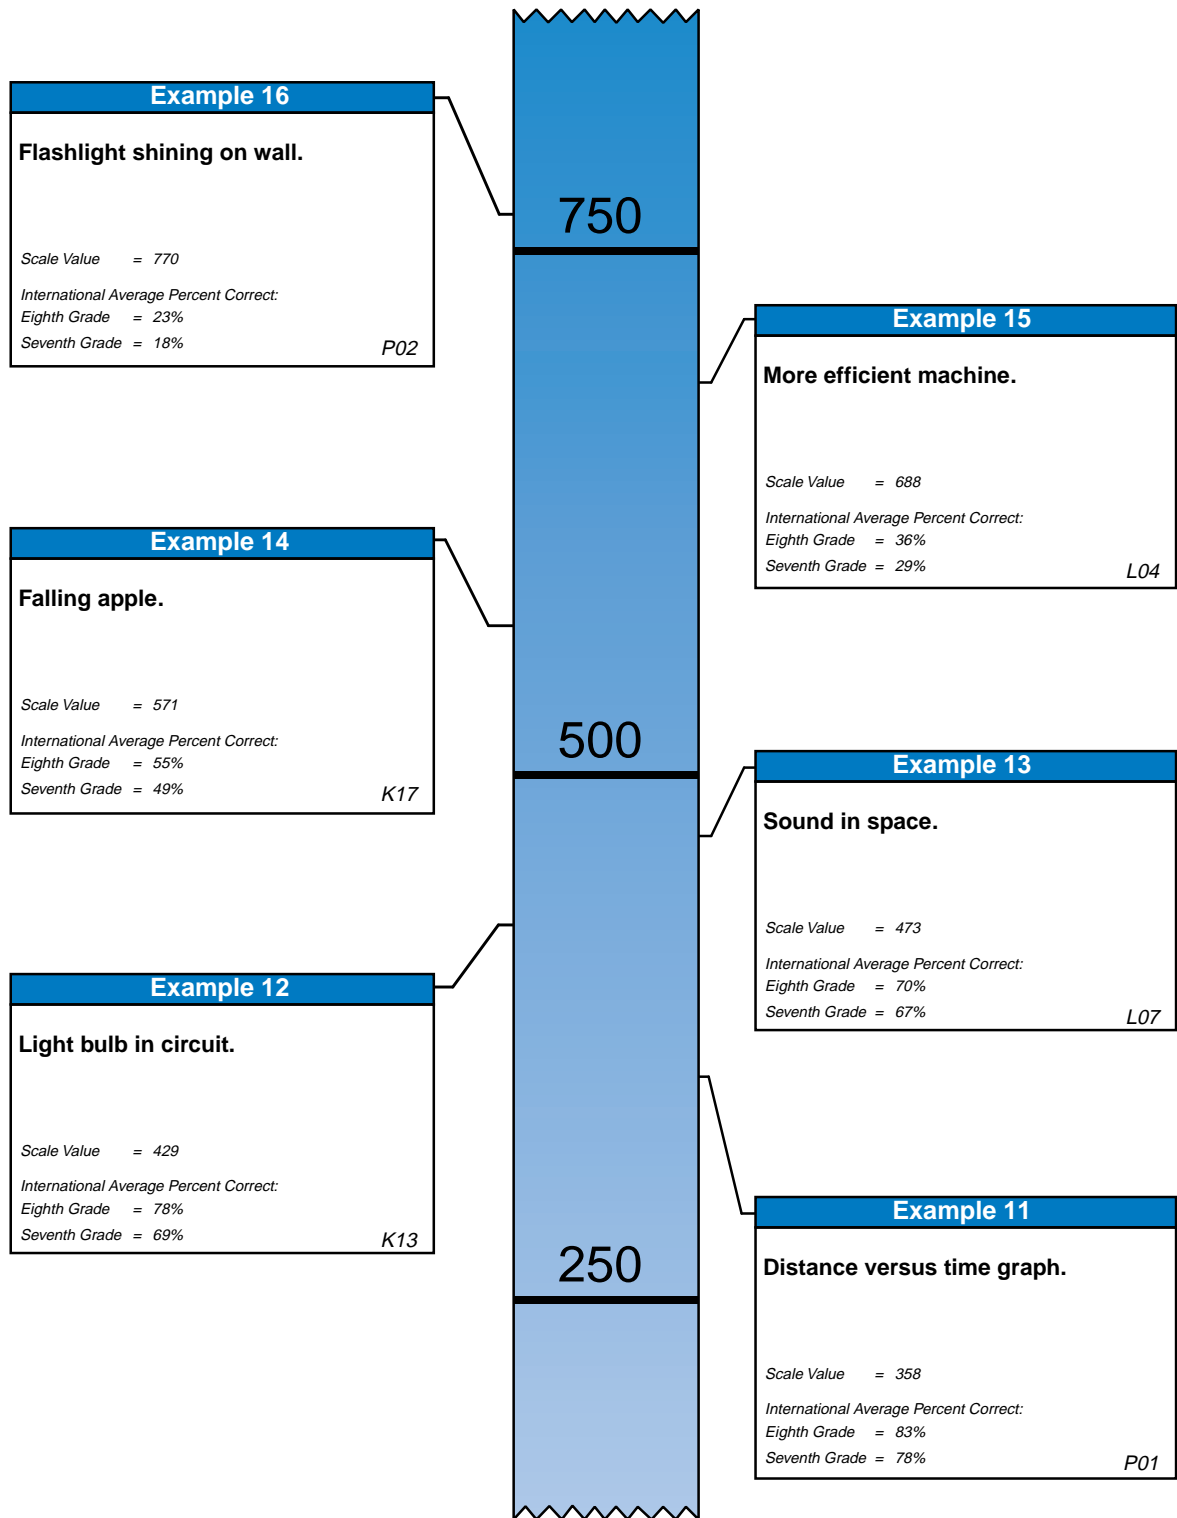 Example 16
Flashlight shining on wall.
Scale Value = 770
International Average Percent Correct:
Eighth Grade = 23%
Seventh Grade = 18%
P02
750
Example 15
More efficient machine.
Scale Value = 688
International Average Percent Correct:
Eighth Grade = 36%
Seventh Grade = 29%
L04
Example 14
Falling apple.
Scale Value = 571
International Average Percent Correct:
Eighth Grade = 55%
Seventh Grade = 49%
K17
500
Example 13
Sound in space.
Scale Value = 473
International Average Percent Correct:
Eighth Grade = 70%
Seventh Grade = 67%
L07
Example 12
Light bulb in circuit.
Scale Value = 429
International Average Percent Correct:
Eighth Grade = 78%
Seventh Grade = 69%
K13
250
Example 11
Distance versus time graph.
Scale Value = 358
International Average Percent Correct:
Eighth Grade = 83%
Seventh Grade = 78%
P01